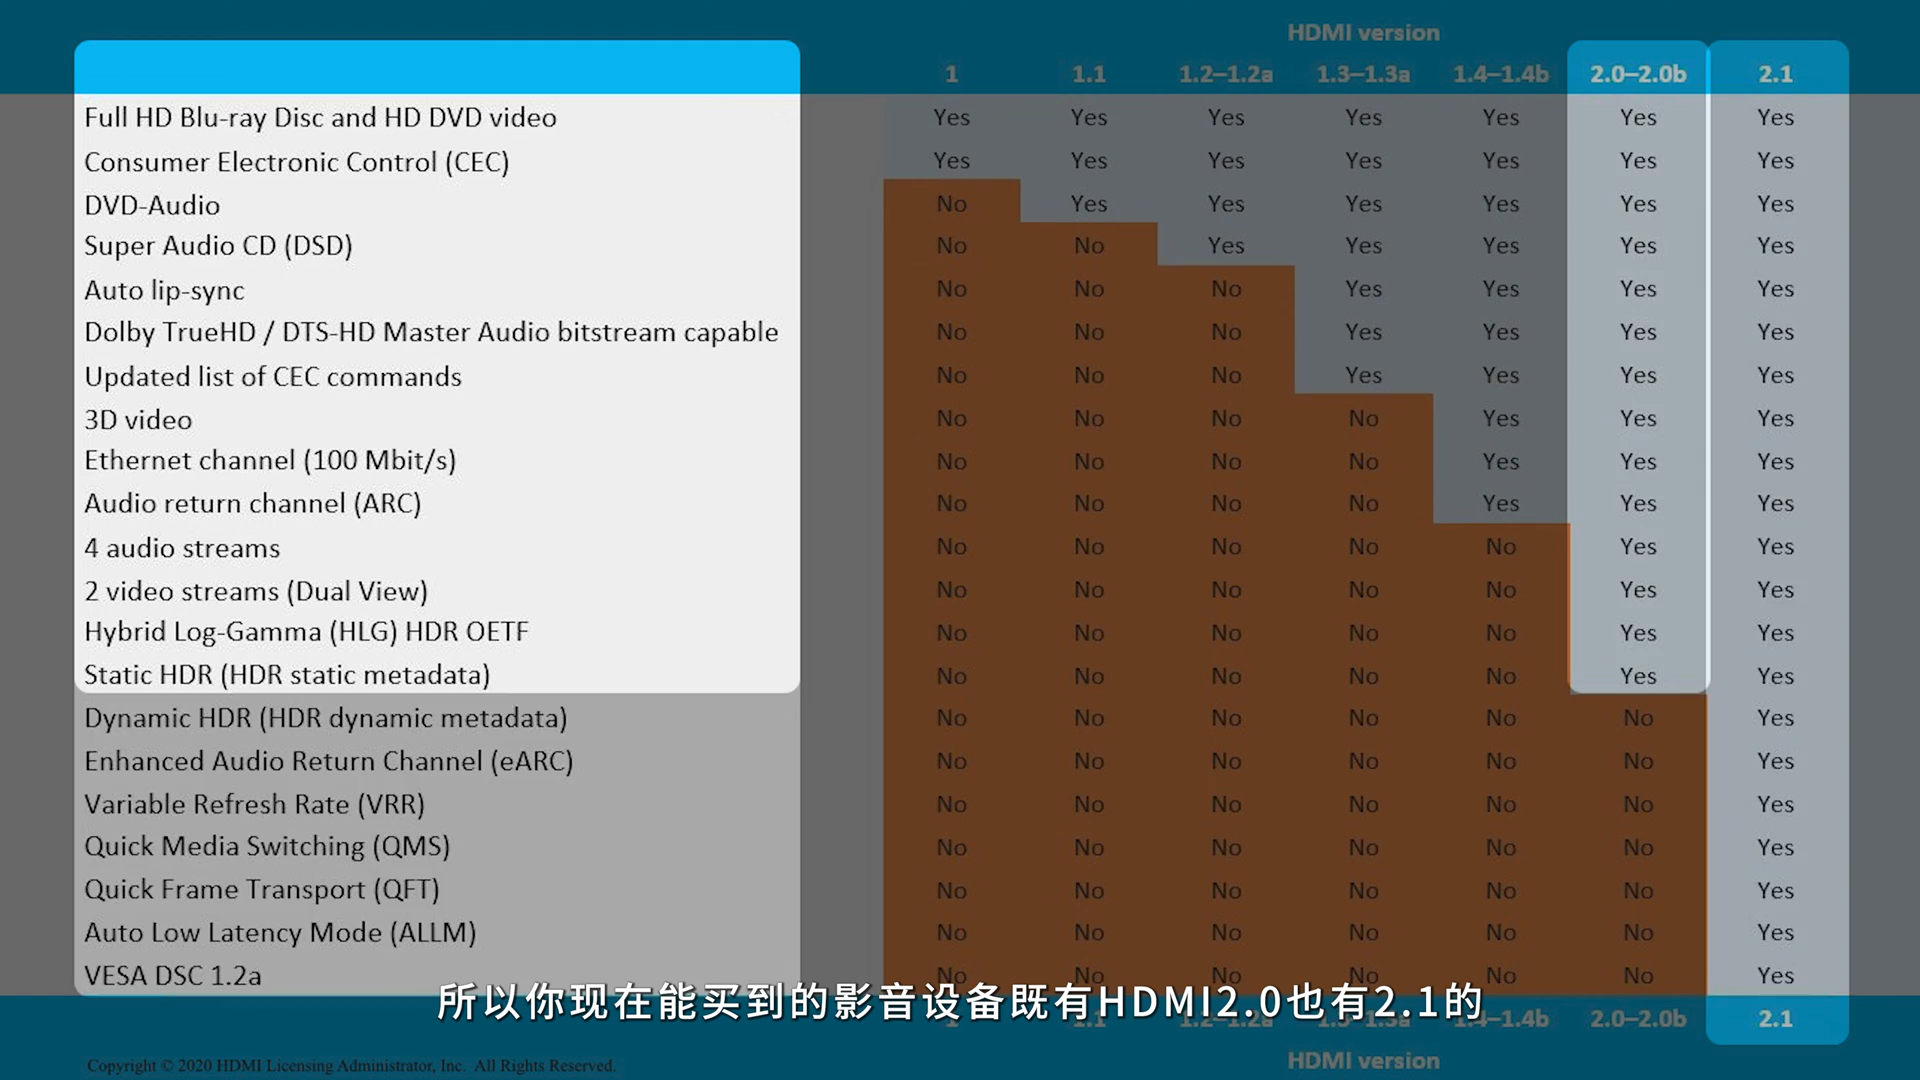 HDMI version
1 1.1 1.2–1.2a 1.3–1.3a 1.4–1.4b 2.0–2.0b 2.1
Full HD Blu-ray Disc and HD DVD video Yes Yes Yes Yes Yes Yes Yes
Consumer Electronic Control (CEC) Yes Yes Yes Yes Yes Yes Yes
DVD-Audio No Yes Yes Yes Yes Yes Yes
Super Audio CD (DSD) No No Yes Yes Yes Yes Yes
Auto lip-sync No No No Yes Yes Yes Yes
Dolby TrueHD / DTS-HD Master Audio bitstream capable No No No Yes Yes Yes Yes
Updated list of CEC commands No No No Yes Yes Yes Yes
3D video No No No No Yes Yes Yes
Ethernet channel (100 Mbit/s) No No No No Yes Yes Yes
Audio return channel (ARC) No No No No Yes Yes Yes
4 audio streams No No No No No Yes Yes
2 video streams (Dual View) No No No No No Yes Yes
Hybrid Log-Gamma (HLG) HDR OETF No No No No No Yes Yes
Static HDR (HDR static metadata) No No No No No Yes Yes
Dynamic HDR (HDR dynamic metadata) No No No No No No Yes
Enhanced Audio Return Channel (eARC) No No No No No No Yes
Variable Refresh Rate (VRR) No No No No No No Yes
Quick Media Switching (QMS) No No No No No No Yes
Quick Frame Transport (QFT) No No No No No No Yes
Auto Low Latency Mode (ALLM) No No No No No No Yes
VESA DSC 1.2a No No No No No No Yes
所以你现在能买到的影音设备既有HDMI2.0也有2.1的
1 1.1 1.2–1.2a 1.3–1.3a 1.4–1.4b 2.0–2.0b 2.1
HDMI version
Copyright © 2020 HDMI Licensing Administrator, Inc. All Rights Reserved.